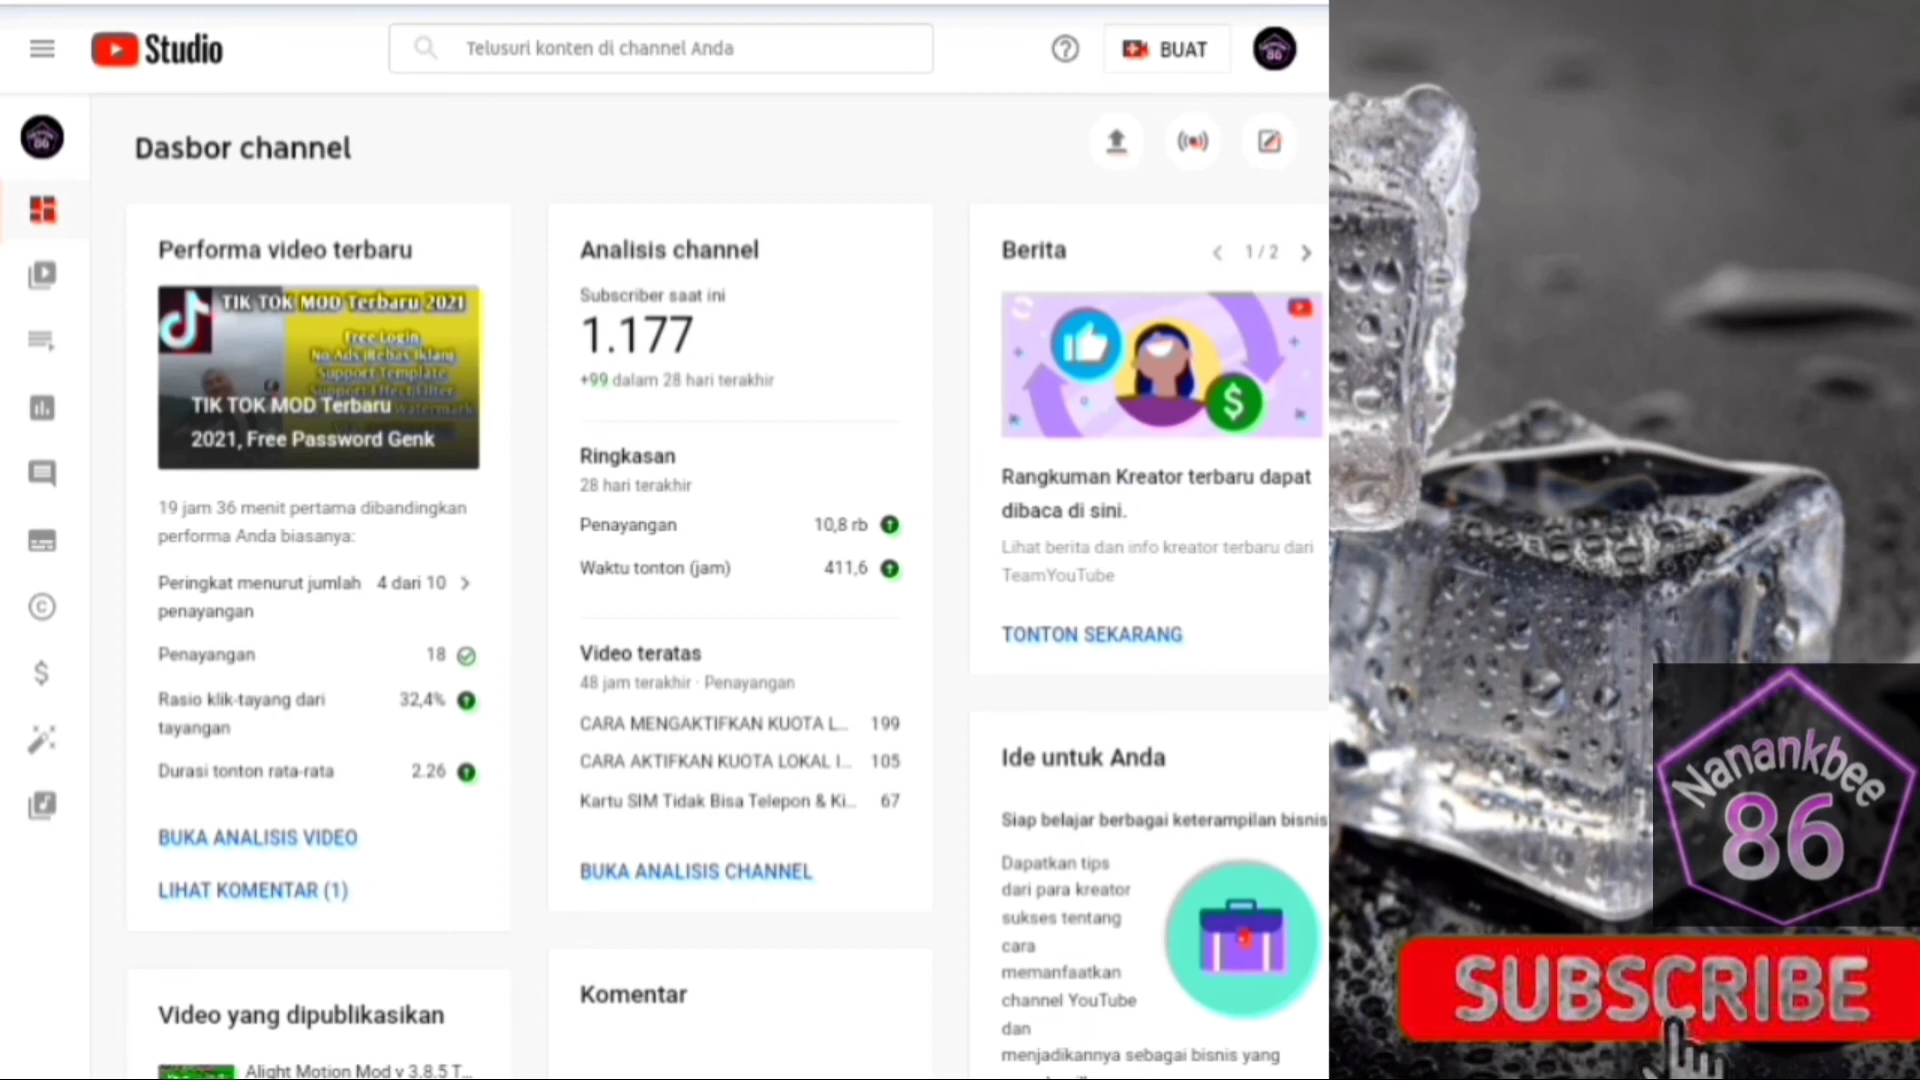 Studio
Telusuri konten di channel Anda
BUAT
Dasbor channel
Performa video terbaru
TIK TOK MOD Terbaru 2021
Free Login
No Ads (Bebas Iklan)
Support Template
TIK TOK MOD Terbaru
2021, Free Password Genk
19 jam 36 menit pertama dibandingkan
performa Anda biasanya:
Peringkat menurut jumlah 4 dari 10
penayangan
Penayangan 18
Rasio klik-tayang dari 32,4%
tayangan
Durasi tonton rata-rata 2.26
BUKA ANALISIS VIDEO
LIHAT KOMENTAR (1)
Video yang dipublikasikan
Alight Motion Mod v 3.8.5 T...
Analisis channel
Subscriber saat ini
1.177
+99 dalam 28 hari terakhir
Ringkasan
28 hari terakhir
Penayangan 10,8 rb
Waktu tonton (jam) 411,6
Video teratas
48 jam terakhir · Penayangan
CARA MENGAKTIFKAN KUOTA L... 199
CARA AKTIFKAN KUOTA LOKAL I... 105
Kartu SIM Tidak Bisa Telepon & Ki... 67
BUKA ANALISIS CHANNEL
Komentar
Berita
1 / 2
Rangkuman Kreator terbaru dapat
dibaca di sini.
Lihat berita dan info kreator terbaru dari
TeamYouTube
TONTON SEKARANG
Ide untuk Anda
Siap belajar berbagai keterampilan bisnis
Dapatkan tips
dari para kreator
sukses tentang
cara
memanfaatkan
channel YouTube
dan
menjadikannya sebagai bisnis yang
Nanankbee
86
SUBSCRIBE